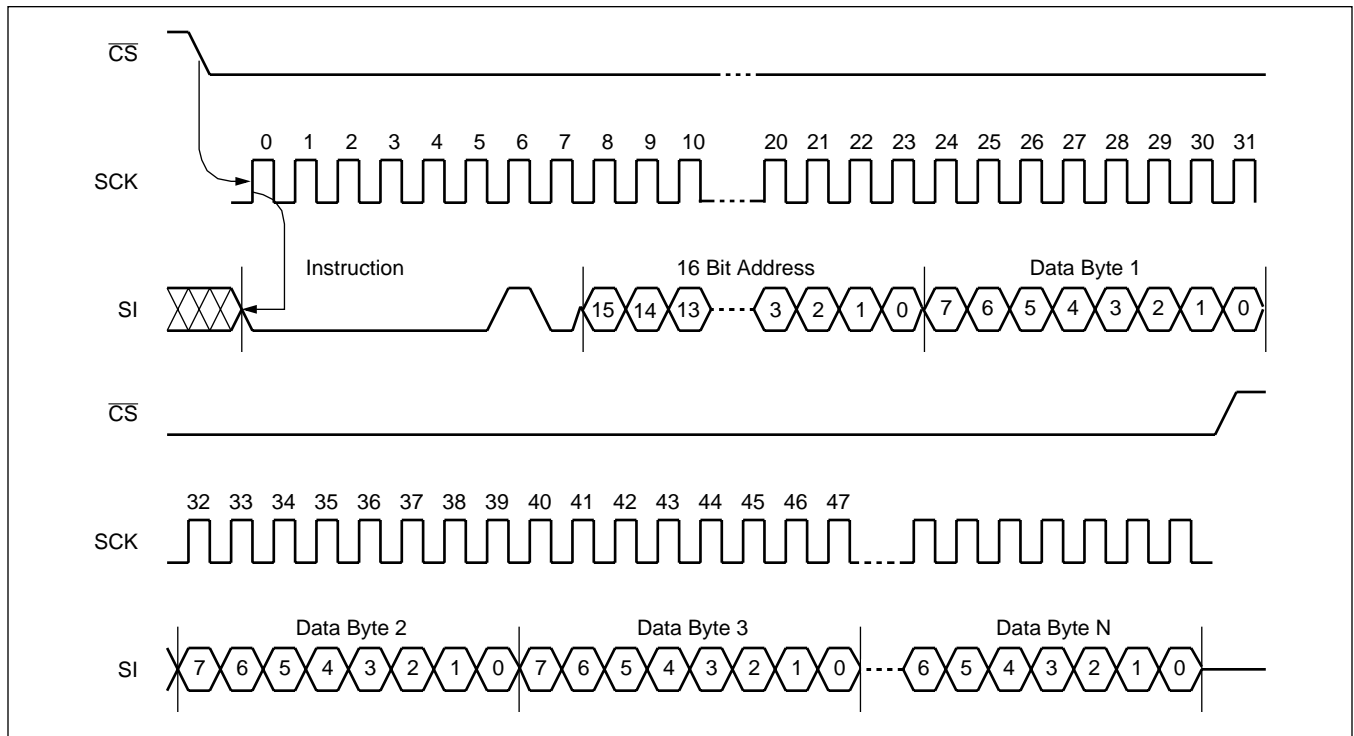 CS
0 1 2 3 4 5 6 7 8 9 10 20 21 22 23 24 25 26 27 28 29 30 31
SCK
Instruction 16 Bit Address Data Byte 1
SI 15 14 13 3 2 1 0 7 6 5 4 3 2 1 0
CS
32 33 34 35 36 37 38 39 40 41 42 43 44 45 46 47
SCK
Data Byte 2 Data Byte 3 Data Byte N
SI 7 6 5 4 3 2 1 0 7 6 5 4 3 2 1 0 6 5 4 3 2 1 0